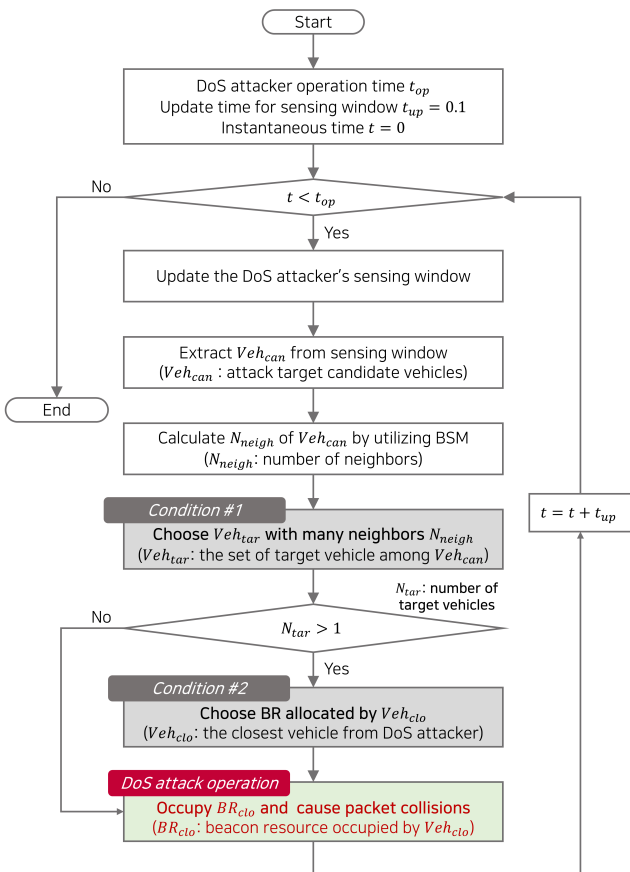 Start
DoS attacker operation time t_op
Update time for sensing window t_up = 0.1
Instantaneous time t = 0
No
t < t_op
Yes
Update the DoS attacker's sensing window
Extract Veh_can from sensing window
(Veh_can : attack target candidate vehicles)
End
Calculate N_neigh of Veh_can by utilizing BSM
(N_neigh: number of neighbors)
Condition #1
Choose Veh_tar with many neighbors N_neigh
(Veh_tar: the set of target vehicle among Veh_can)
t = t + t_up
N_tar: number of
target vehicles
No
N_tar > 1
Yes
Condition #2
Choose BR allocated by Veh_clo
(Veh_clo: the closest vehicle from DoS attacker)
DoS attack operation
Occupy BR_clo and cause packet collisions
(BR_clo: beacon resource occupied by Veh_clo)